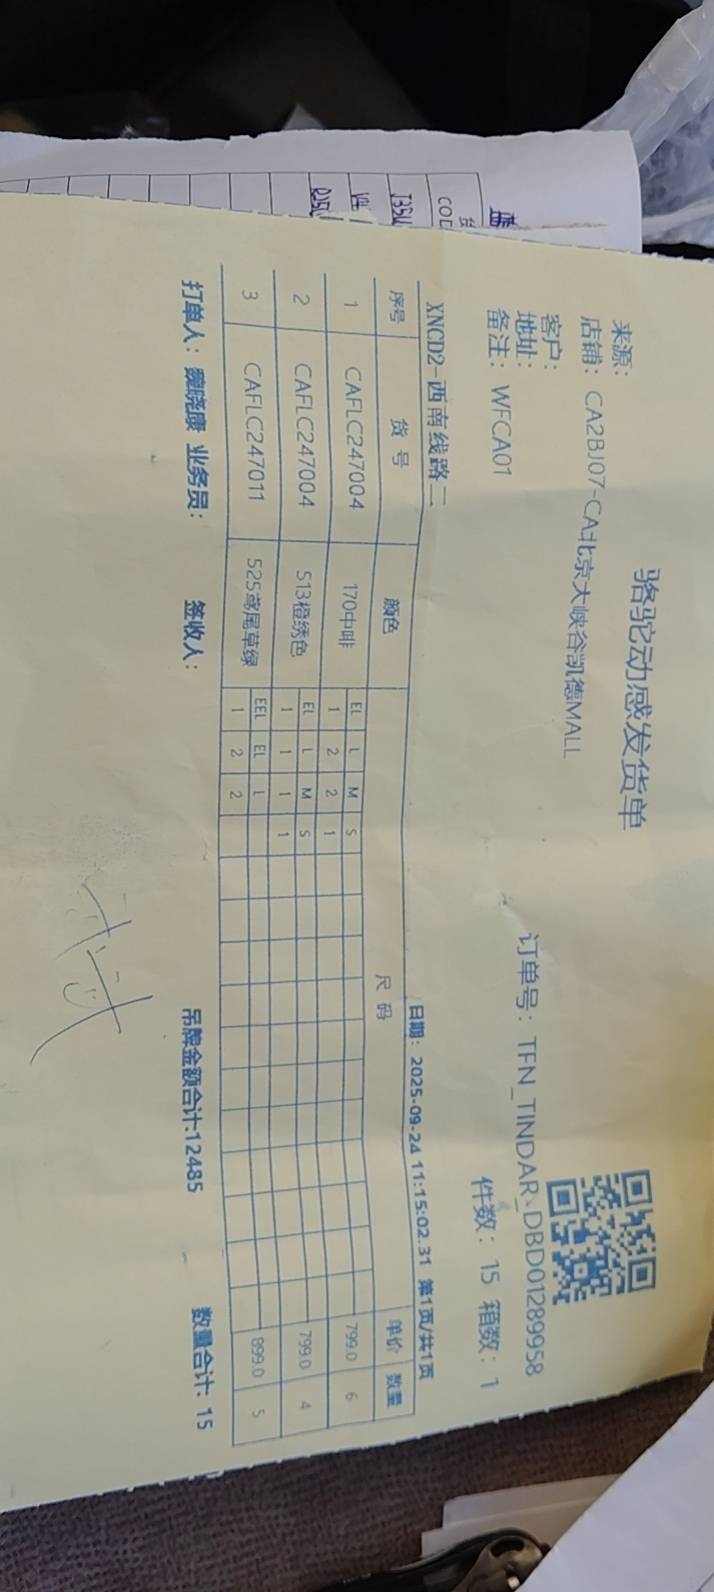 骆驼动感发货单
来源:
店铺: CA2BJ07-CA北京大峡谷凯德MALL
订单号: TFN_TINDAR_DBD01289958
客户:
地址:
备注: WFCA01
件数: 15 箱数: 1
XNCD2-西南线路二
日期: 2025-09-24 11:15:02.31 第1页/共1页
序号 货号 颜色 尺码 单价 数量
1 CAFLC247004 170中啡 EL L M S 799.0 6
1 2 2 1
2 CAFLC247004 513橙绣色 EL L M S 799.0 4
1 1 1 1
3 CAFLC247011 525鸢尾草绿 EEL EL L 899.0 5
1 2 2
打单人: 魏晓康 业务员: 签收人: 吊牌金额合计:12485 数量合计: 15